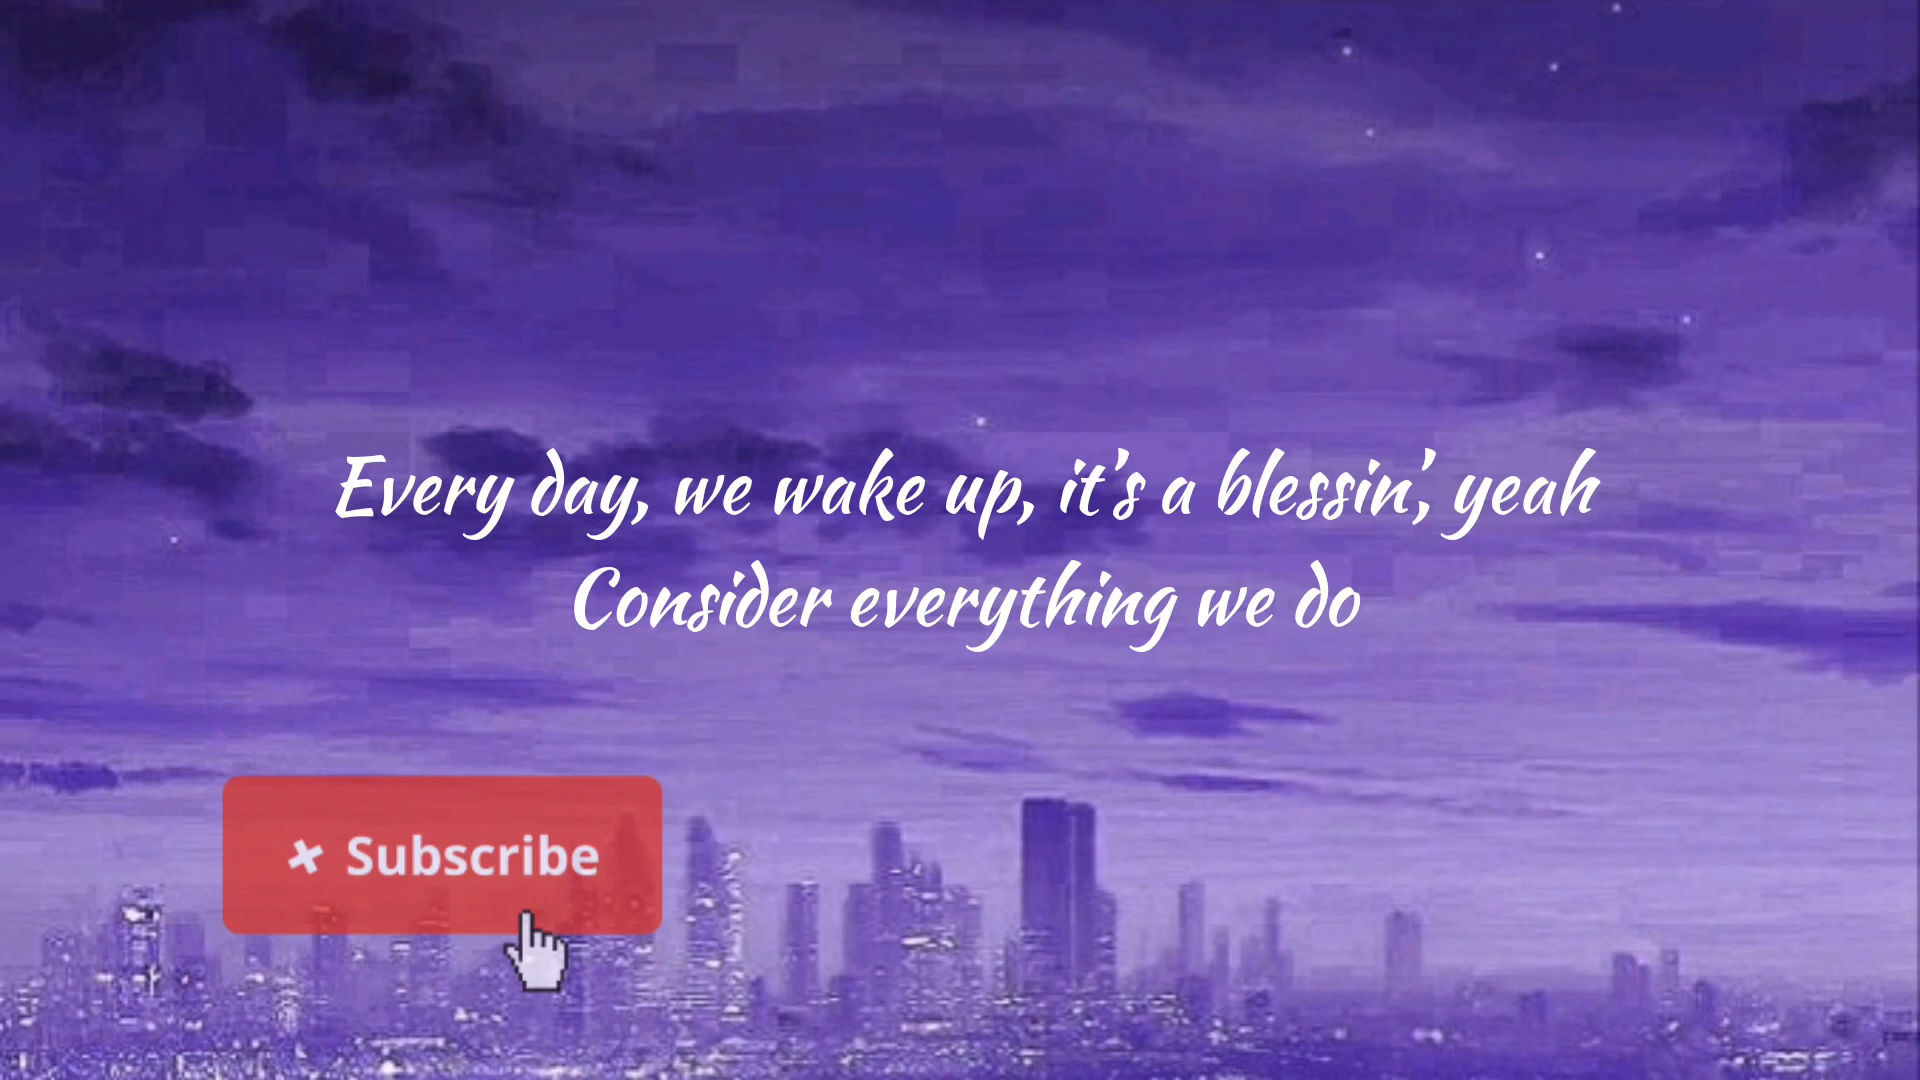 Every day, we wake up, it's a blessin', yeah
Consider everything we do
Subscribe